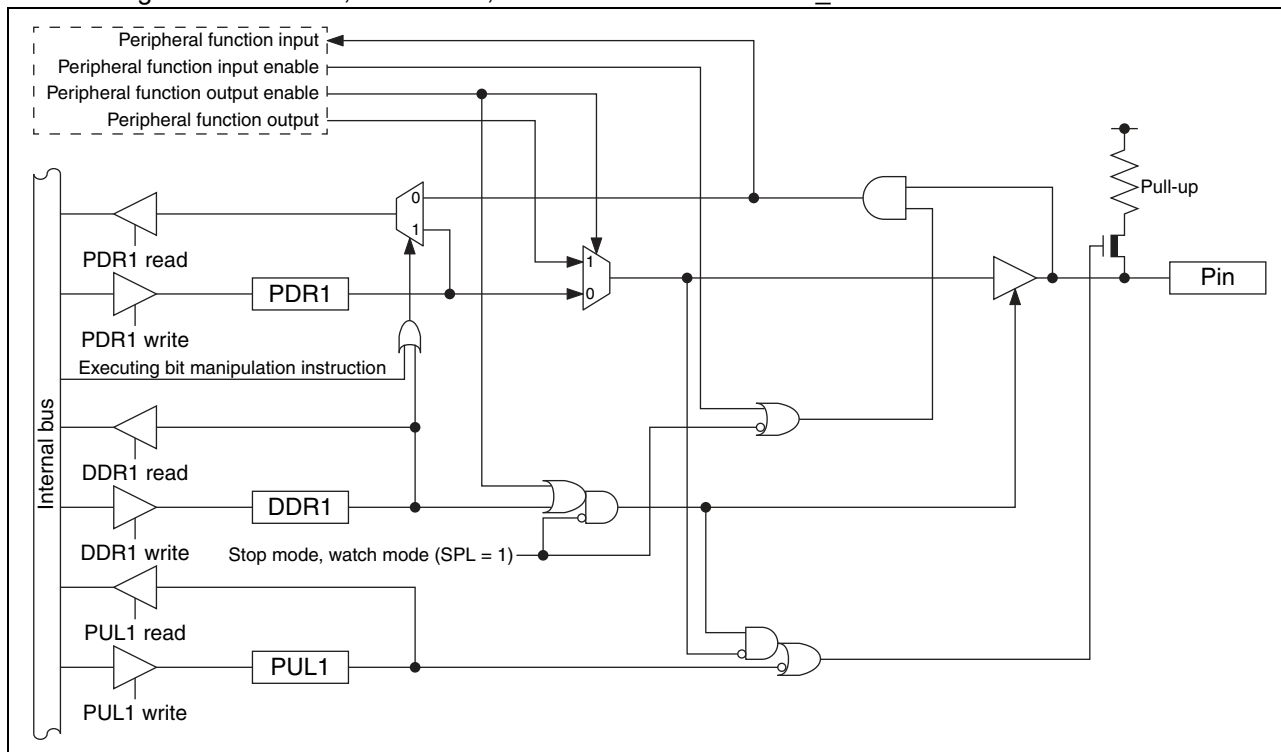 Peripheral function input
Peripheral function input enable
Peripheral function output enable
Peripheral function output
Pull-up
0
1
PDR1 read
1
PDR1
0
Pin
PDR1 write
Executing bit manipulation instruction
Internal bus
DDR1 read
DDR1
DDR1 write
Stop mode, watch mode (SPL = 1)
PUL1 read
PUL1
PUL1 write